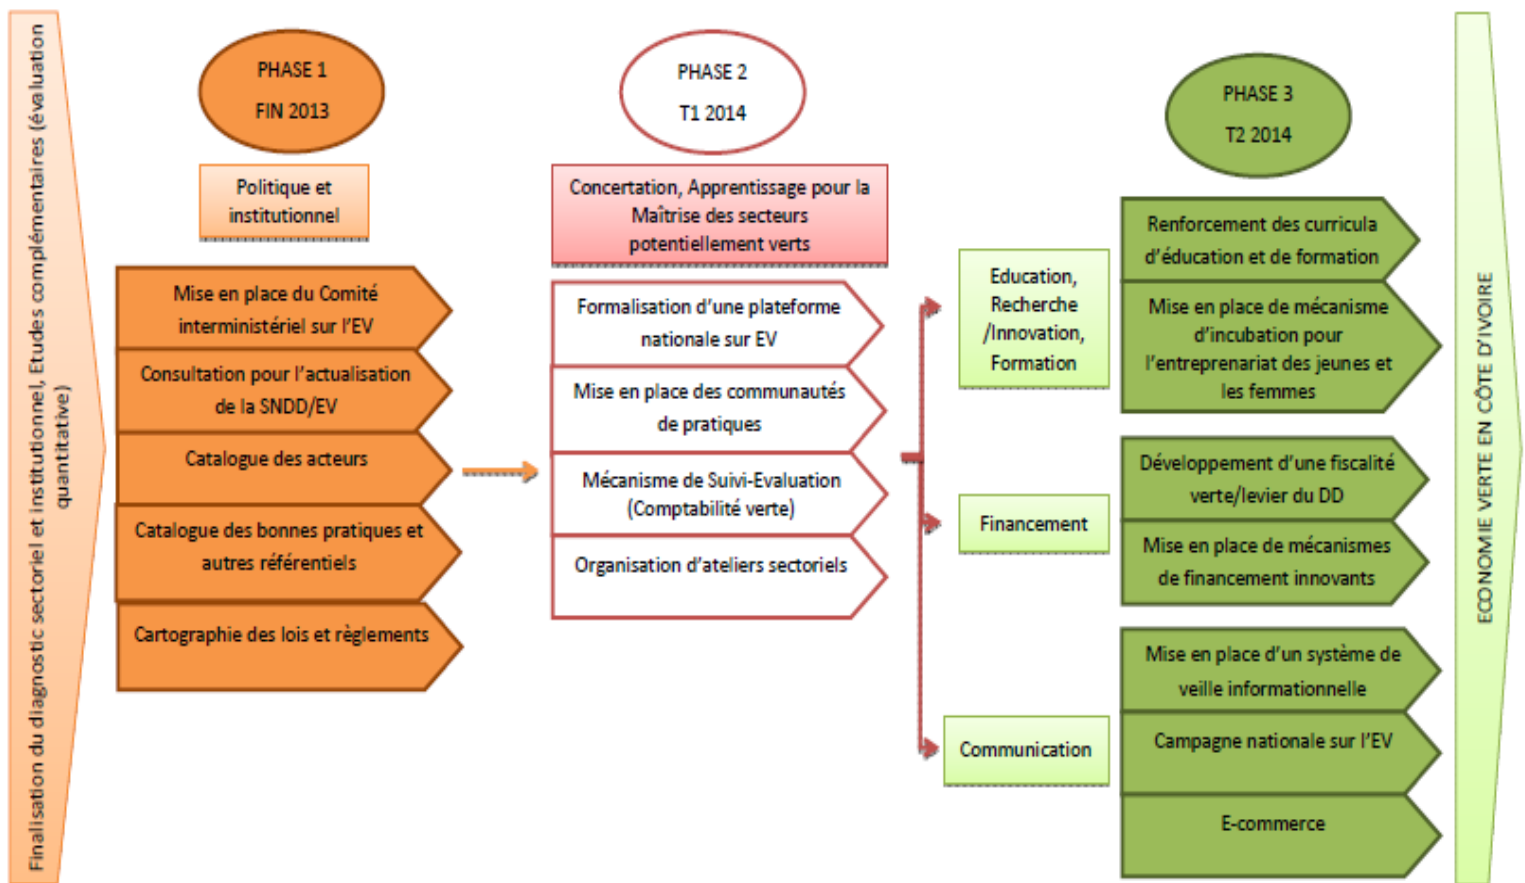 Finalisation du diagnostic sectoriel et institutionnel, Etudes complémentaires (évaluation
quantitative)
PHASE 1
FIN 2013
Politique et
institutionnel
Mise en place du Comité
interministériel sur l'EV
Consultation pour l'actualisation
de la SNDD/EV
Catalogue des acteurs
Catalogue des bonnes pratiques et
autres référentiels
Cartographie des lois et règlements
PHASE 2
T1 2014
Concertation, Apprentissage pour la
Maîtrise des secteurs
potentiellement verts
Formalisation d'une plateforme
nationale sur EV
Mise en place des communautés
de pratiques
Mécanisme de Suivi-Evaluation
(Comptabilité verte)
Organisation d'ateliers sectoriels
PHASE 3
T2 2014
Education,
Recherche
/Innovation,
Formation
Renforcement des curricula
d'éducation et de formation
Mise en place de mécanisme
d'incubation pour
l'entreprenariat des jeunes et
les femmes
Financement
Développement d'une fiscalité
verte/levier du DD
Mise en place de mécanismes
de financement innovants
Communication
Mise en place d'un système de
veille informationnelle
Campagne nationale sur l'EV
E-commerce
ECONOMIE VERTE EN CÔTE D'IVOIRE